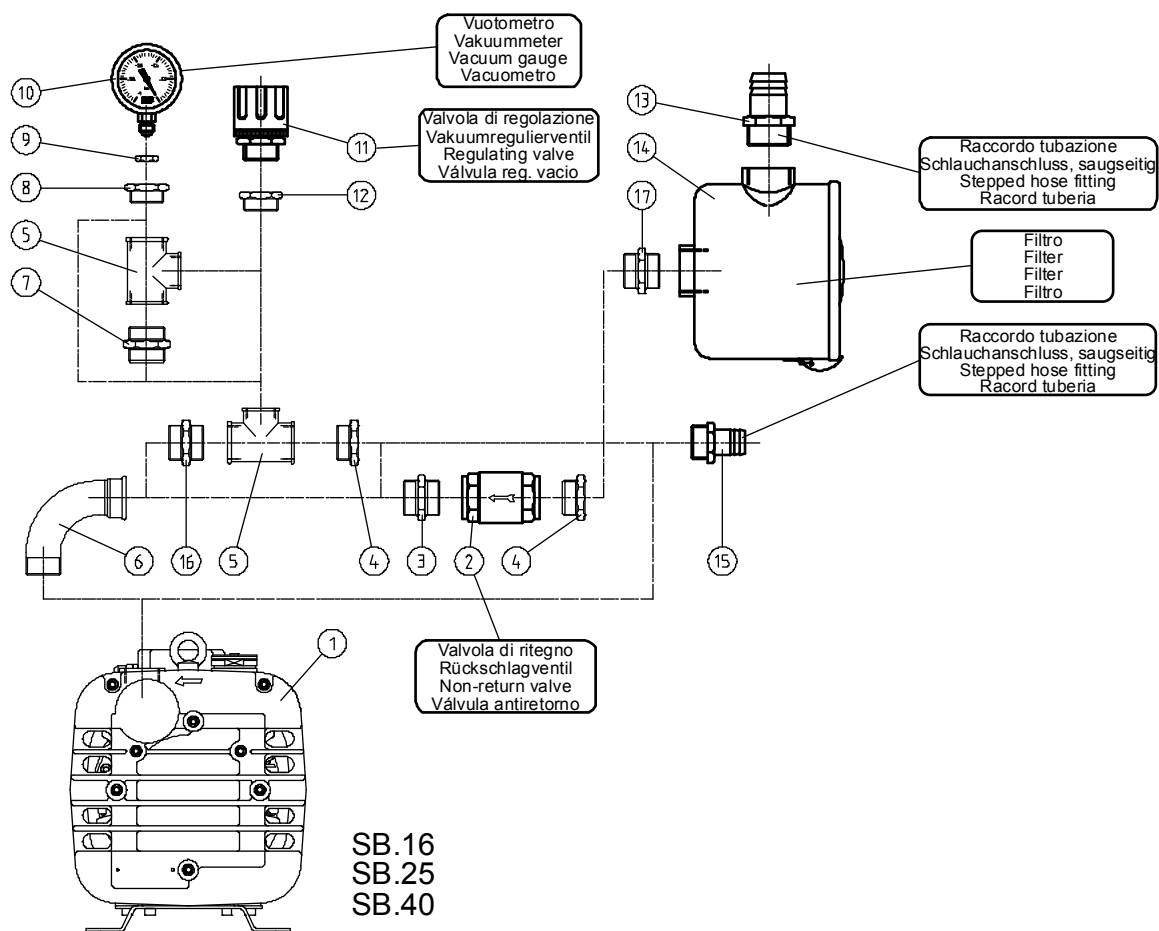 Vuotometro
Vakuummeter
Vacuum gauge
Vacuometro
10
13
11
Valvola di regolazione
Vakuumregulierventil
Regulating valve
Válvula reg. vacio
14
Raccordo tubazione
Schlauchanschluss, saugseitig
Stepped hose fitting
Racord tuberia
9
8
12
17
5
Filtro
Filter
Filter
Filtro
7
Raccordo tubazione
Schlauchanschluss, saugseitig
Stepped hose fitting
Racord tuberia
6
16
5
4
3
2
4
15
1
Valvola di ritegno
Rückschlagventil
Non-return valve
Válvula antiretorno
SB.16
SB.25
SB.40